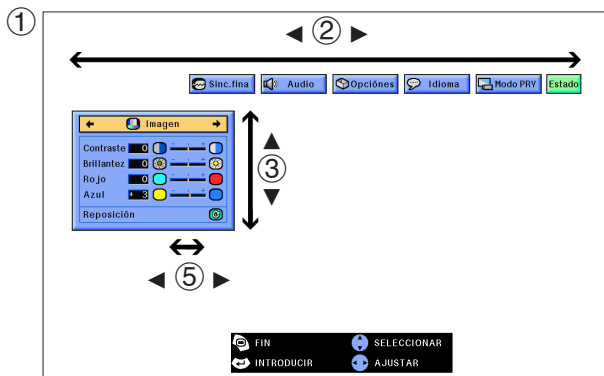 ① ◀ ② ▶
Sinc.fina Audio Opciónes Idioma Modo PRY Estado
← Imagen →
Contraste 0 - +
Brillantez 0 - +
Rojo 0 - +
Azul + 3 - +
Reposición
▲
③
▼
◀ ⑤ ▶
FIN SELECCIONAR
INTRODUCIR AJUSTAR